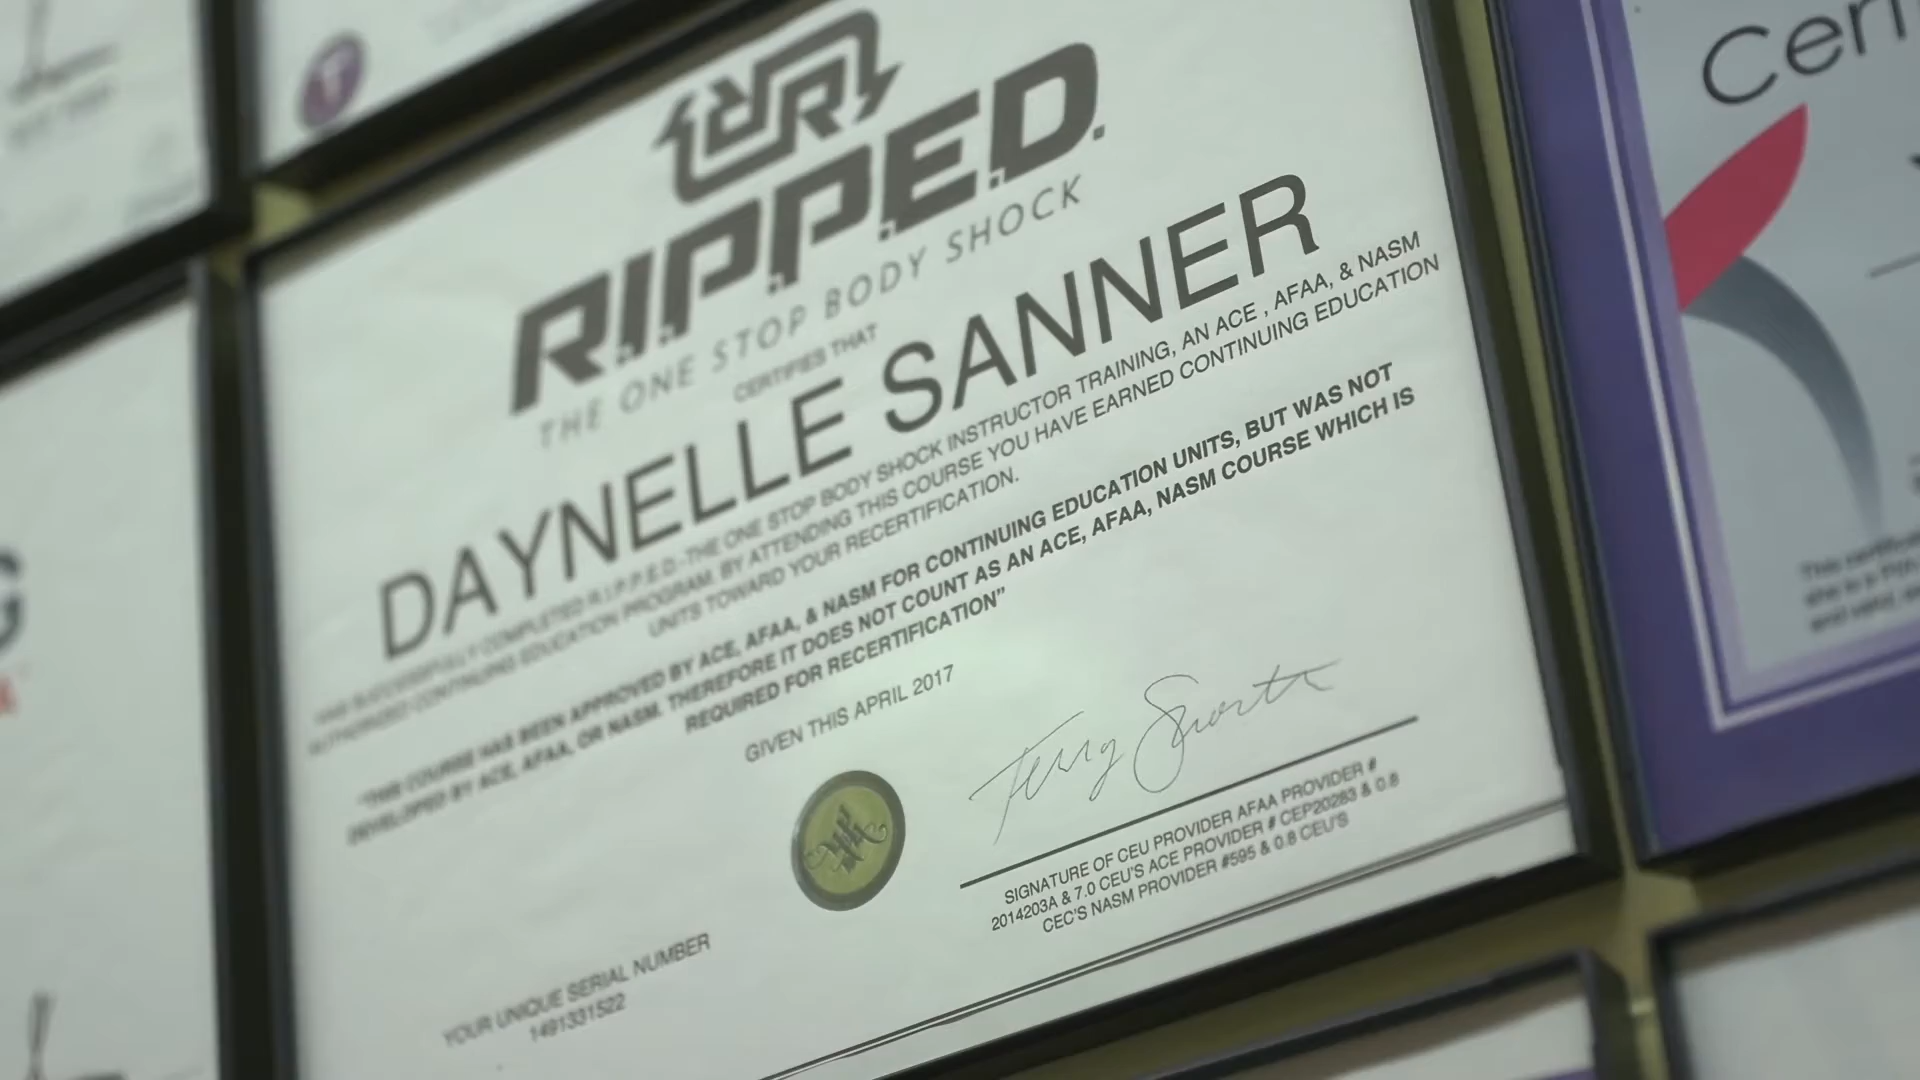 R.I.P.P.E.D.
THE ONE STOP BODY SHOCK
CERTIFIES THAT
DAYNELLE SANNER
HAS SUCCESSFULLY COMPLETED R.I.P.P.E.D.-THE ONE STOP BODY SHOCK INSTRUCTOR TRAINING, AN ACE , AFAA, & NASM
AUTHORIZED CONTINUING EDUCATION PROGRAM. BY ATTENDING THIS COURSE YOU HAVE EARNED CONTINUING EDUCATION
UNITS TOWARD YOUR RECERTIFICATION.
"THIS COURSE HAS BEEN APPROVED BY ACE, AFAA, & NASM FOR CONTINUING EDUCATION UNITS, BUT WAS NOT
DEVELOPED BY ACE, AFAA, OR NASM. THEREFORE IT DOES NOT COUNT AS AN ACE, AFAA, NASM COURSE WHICH IS
REQUIRED FOR RECERTIFICATION"
GIVEN THIS APRIL 2017
Terry Shorter
SIGNATURE OF CEU PROVIDER AFAA PROVIDER #
2014203A & 7.0 CEU'S ACE PROVIDER # CEP20283 & 0.8
CEC'S NASM PROVIDER #595 & 0.8 CEU'S
YOUR UNIQUE SERIAL NUMBER
1491331522